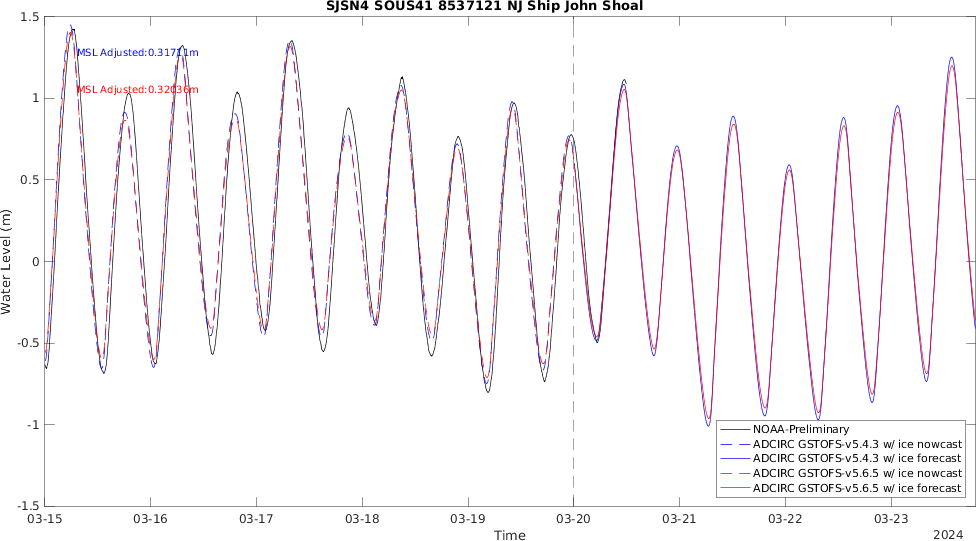 SJSN4 SOUS41 8537121 NJ Ship John Shoal
1.5
MSL Adjusted:0.31711m
MSL Adjusted:0.32036m
1
0.5
0
-0.5
-1
-1.5
Water Level (m)
NOAA-Preliminary
ADCIRC GSTOFS-v5.4.3 w/ ice nowcast
ADCIRC GSTOFS-v5.4.3 w/ ice forecast
ADCIRC GSTOFS-v5.6.5 w/ ice nowcast
ADCIRC GSTOFS-v5.6.5 w/ ice forecast
03-15 03-16 03-17 03-18 03-19 03-20 03-21 03-22 03-23
Time
2024